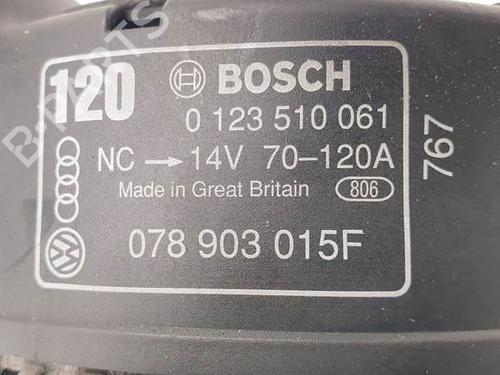 120 BOSCH
0 123 510 061
NC → 14V 70-120A
Made in Great Britain 806
078 903 015F
767
B-PARTS